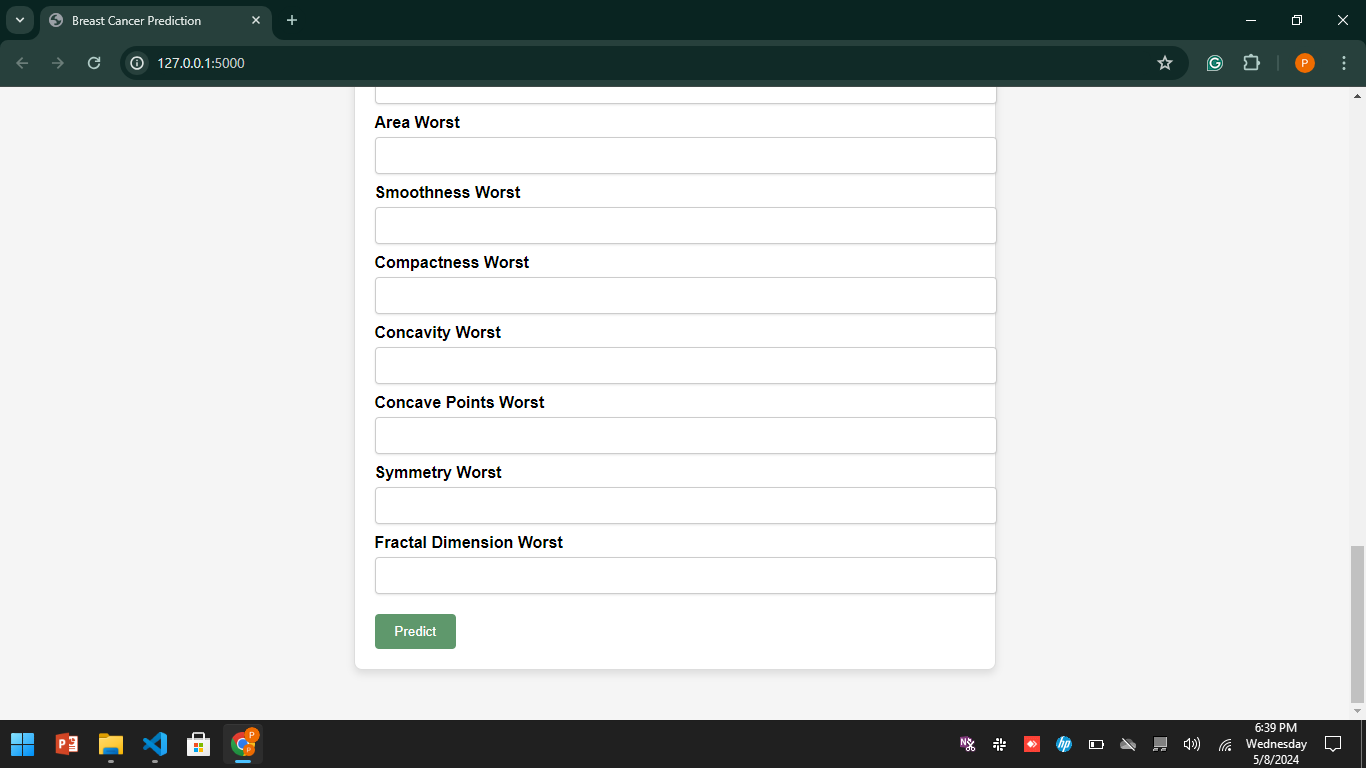 Breast Cancer Prediction
127.0.0.1:5000
P
Area Worst
Smoothness Worst
Compactness Worst
Concavity Worst
Concave Points Worst
Symmetry Worst
Fractal Dimension Worst
Predict
6:39 PM
Wednesday
5/8/2024